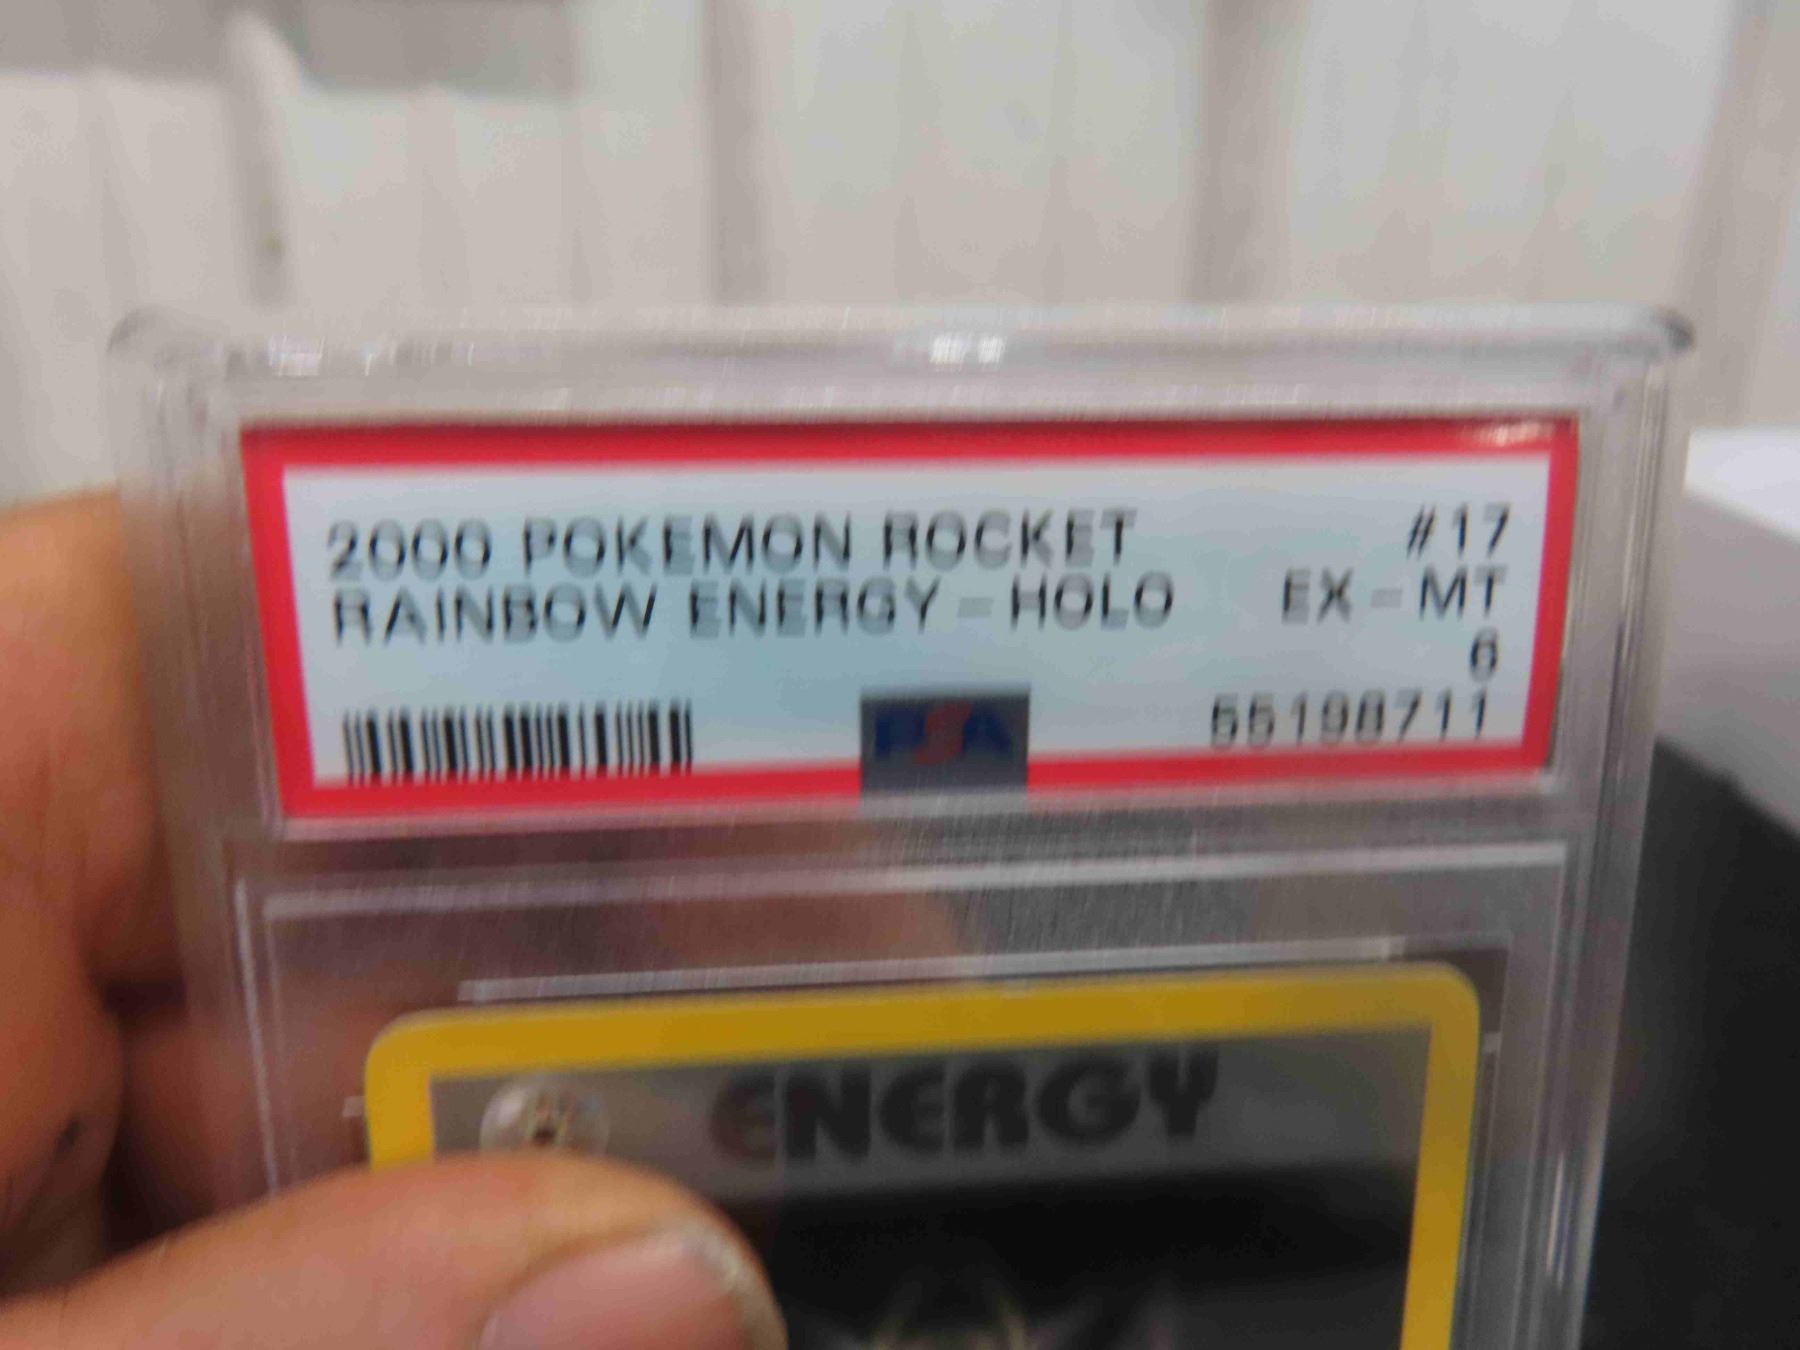 2000 POKEMON ROCKET #17
RAINBOW ENERGY - HOLO EX - MT
6
PSA 55198711
ENERGY